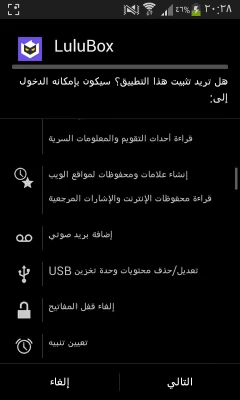 ٢٠:٣٨ ٤٦%
LuluBox
هل تريد تثبيت هذا التطبيق؟ سيكون بإمكانه الدخول
إلى:
قراءة أحداث التقويم والمعلومات السرية
إنشاء علامات ومحفوظات لمواقع الويب
قراءة محفوظات الإنترنت والإشارات المرجعية
إضافة بريد صوتي
تعديل/حذف محتويات وحدة تخزين USB
إلغاء قفل المفاتيح
تعيين تنبيه
إلغاء
التالي